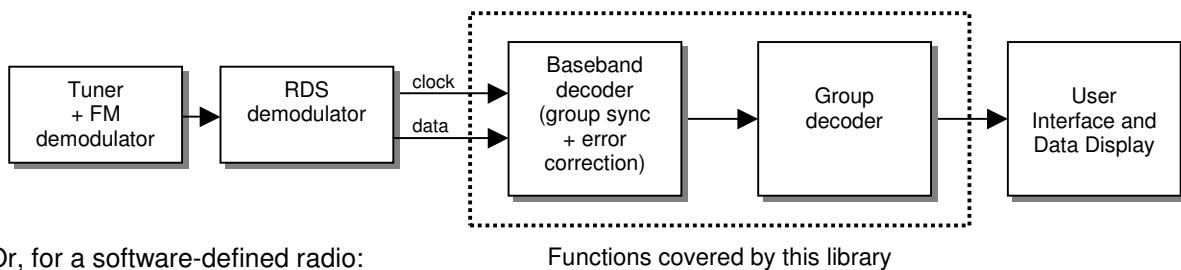 Tuner
+ FM
demodulator
RDS
demodulator
clock
data
Baseband
decoder
(group sync
+ error
correction)
Group
decoder
User
Interface and
Data Display
r, for a software-defined radio:
Functions covered by this library